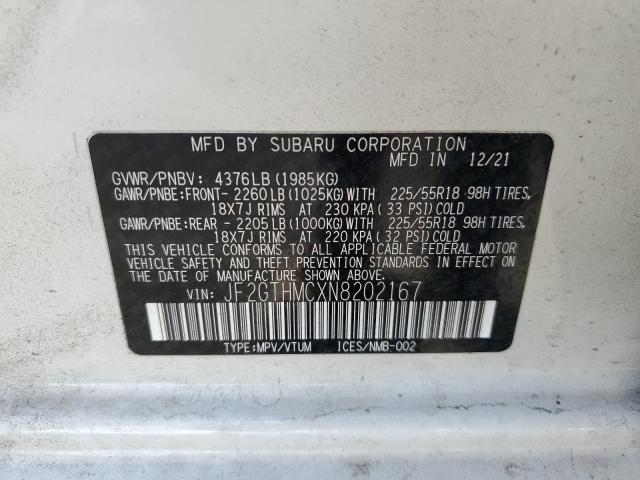 MFD BY SUBARU CORPORATION
MFD IN 12/21
GVWR/PNBV: 4376LB (1985KG)
GAWR/PNBE:FRONT- 2260LB (1025KG)WITH 225/55R18 98H TIRES,
18X7J RIMS AT 230 KPA (33 PSI)COLD
GAWR/PNBE:REAR - 2205LB (1000KG)WITH 225/55R18 98H TIRES,
18X7J RIMS AT 220 KPA (32 PSI)COLD
THIS VEHICLE CONFORMS TO ALL APPLICABLE FEDERAL MOTOR
VEHICLE SAFETY AND THEFT PREVENTION STANDARDS IN EFFECT ON
THE DATE OF MANUFACTURE SHOWN ABOVE.
VIN: JF2GTHMCXN8202167
TYPE:MPV/VTUM ICES/NMB-002